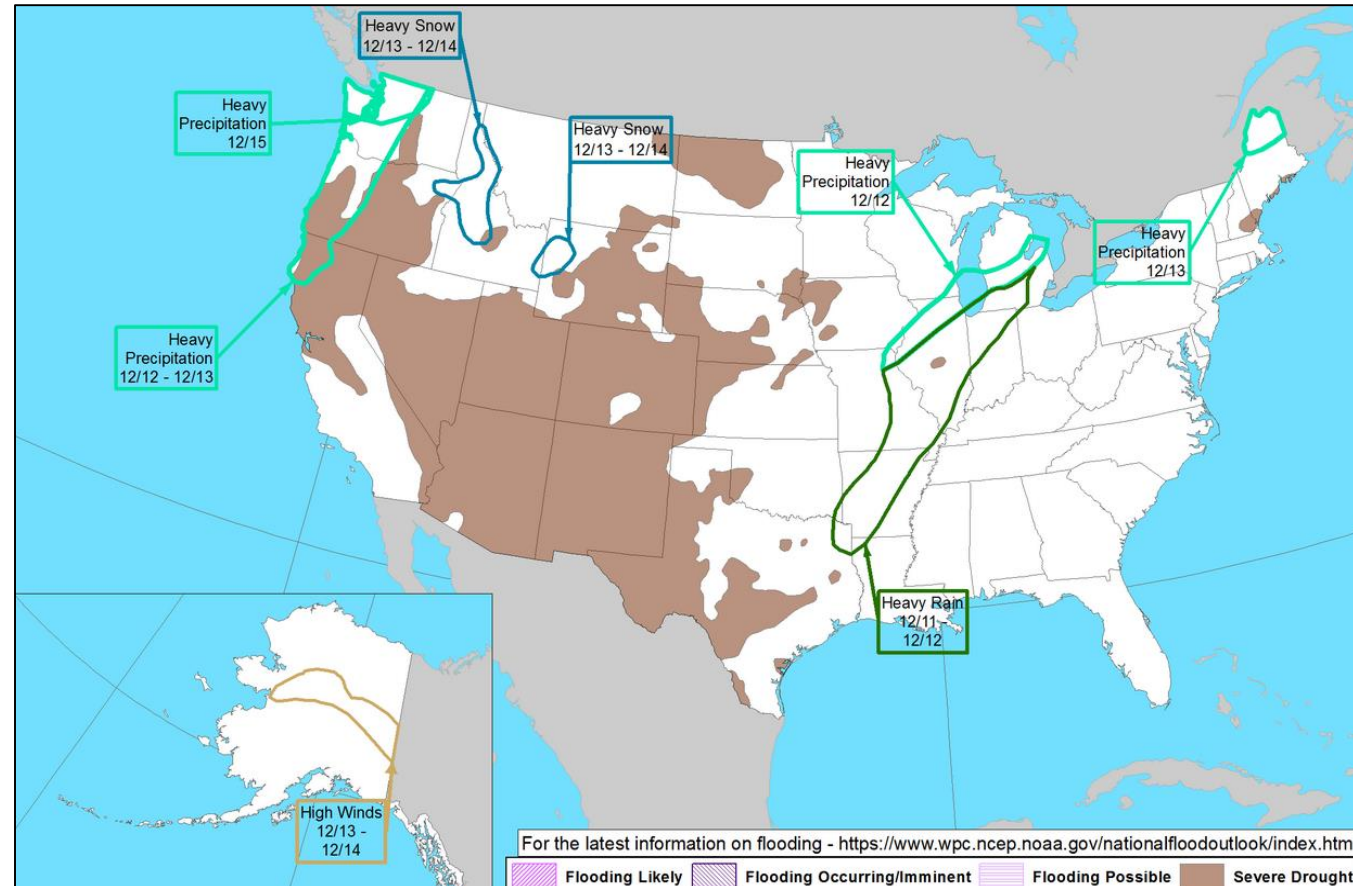 Heavy Snow
12/13 - 12/14
Heavy
Precipitation
12/15
Heavy Snow
12/13 - 12/14
Heavy
Precipitation
12/12
Heavy
Precipitation
12/13
Heavy
Precipitation
12/12 - 12/13
Heavy Rain
12/11 -
12/12
High Winds
12/13 -
12/14
For the latest information on flooding - https://www.wpc.ncep.noaa.gov/nationalfloodoutlook/index.htm
Flooding Likely
Flooding Occurring/Imminent
Flooding Possible
Severe Drought